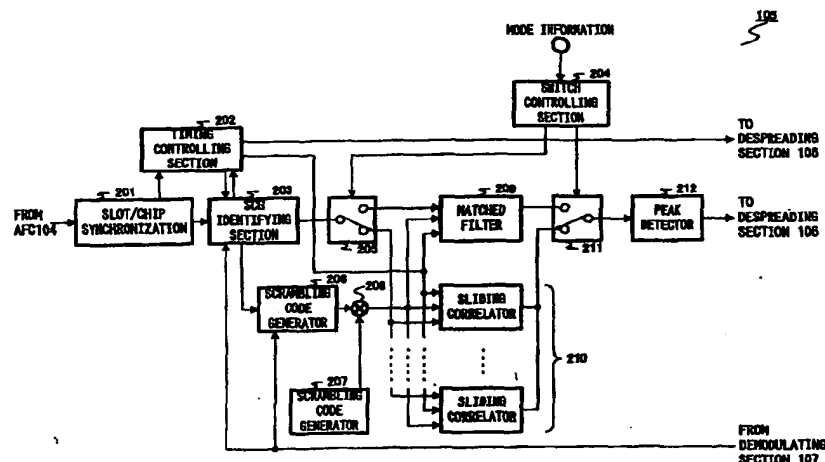 105
MODE INFORMATION
204
SWITCH CONTROLLING SECTION
202
TIMING CONTROLLING SECTION
TO DESPREADING SECTION 106
FROM AFC104
201
SLOT/CHIP SYNCHRONIZATION
203
SCH IDENTIFYING SECTION
205
209
MATCHED FILTER
211
212
PEAK DETECTOR
TO DESPREADING SECTION 106
206
SCRAMBLING CODE GENERATOR
208
SLIDING CORRELATOR
210
207
SCRAMBLING CODE GENERATOR
SLIDING CORRELATOR
FROM DEMODULATING SECTION 107